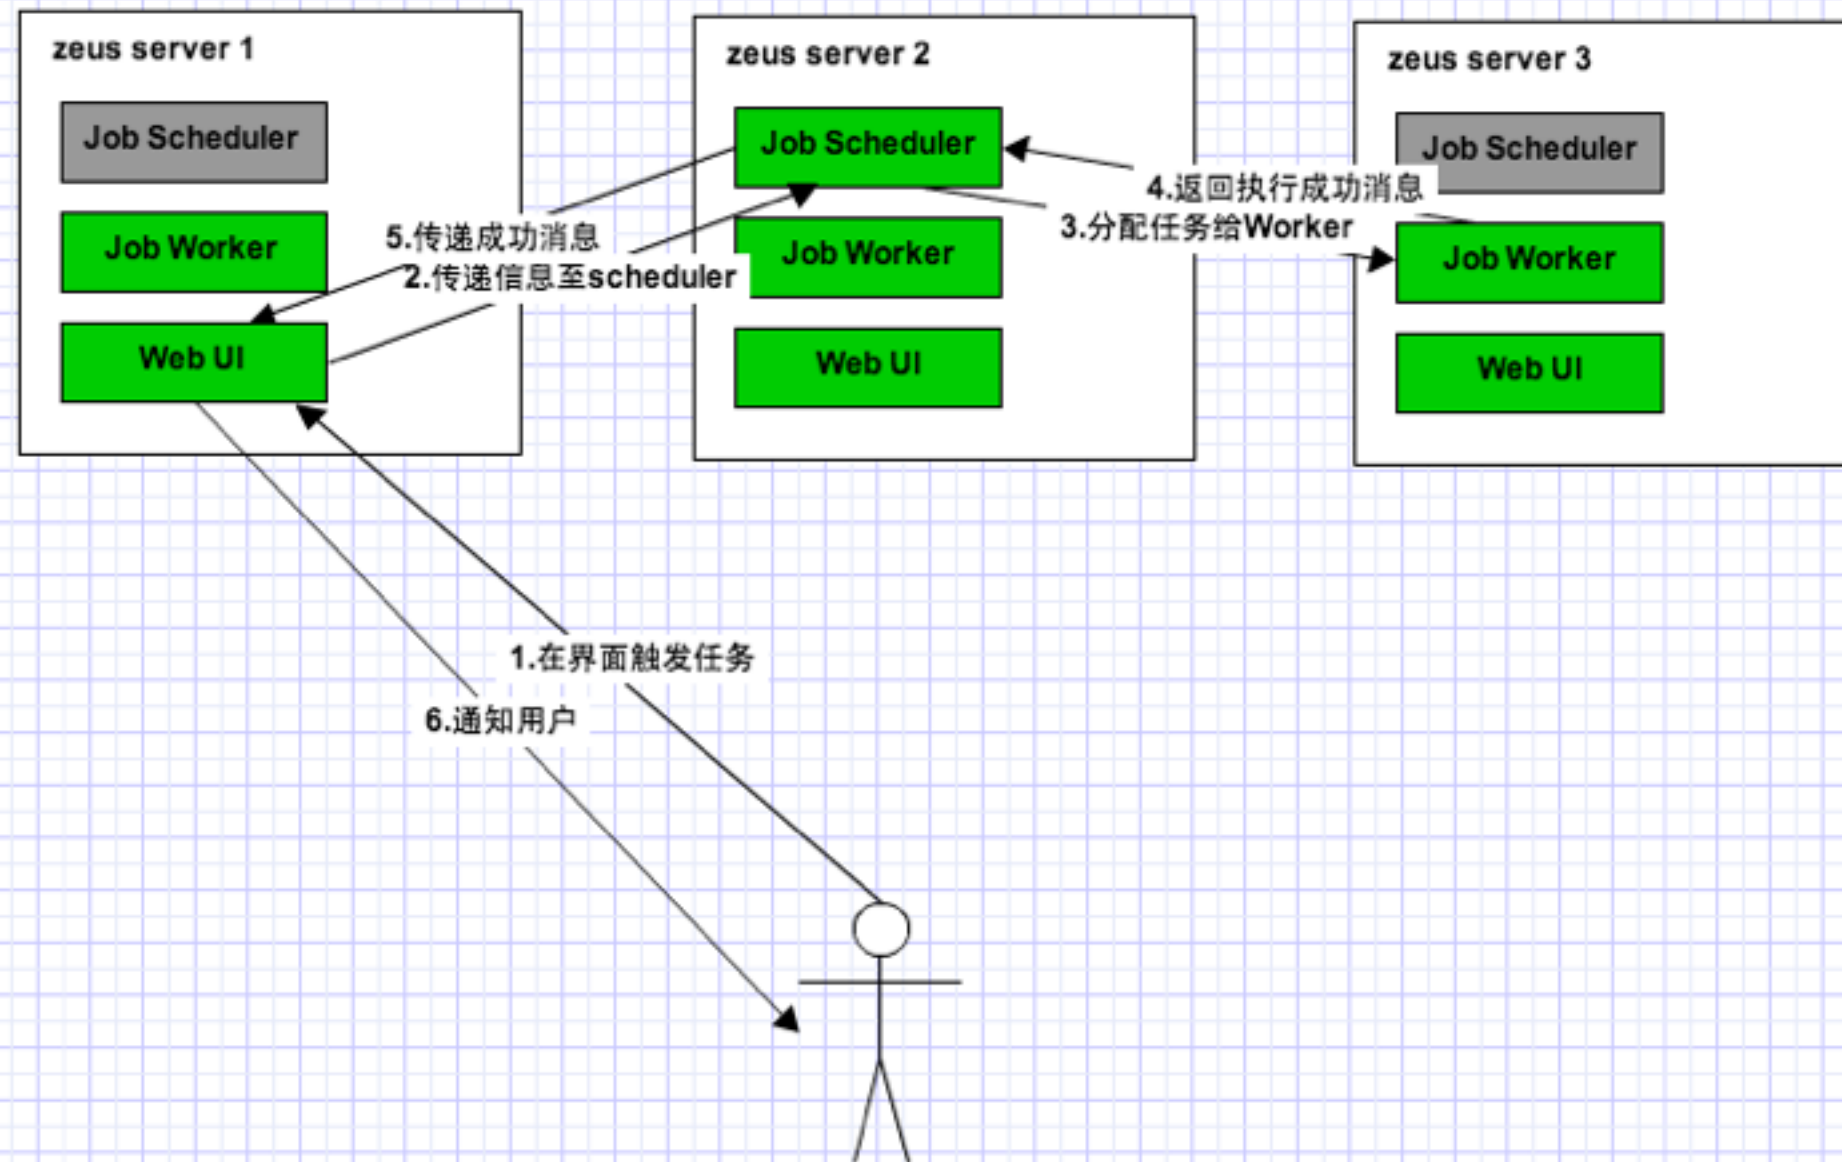 zeus server 1
Job Scheduler
Job Worker
Web UI
zeus server 2
Job Scheduler
Job Worker
Web UI
zeus server 3
Job Scheduler
Job Worker
Web UI
5.传递成功消息
2.传递信息至scheduler
4.返回执行成功消息
3.分配任务给Worker
1.在界面触发任务
6.通知用户